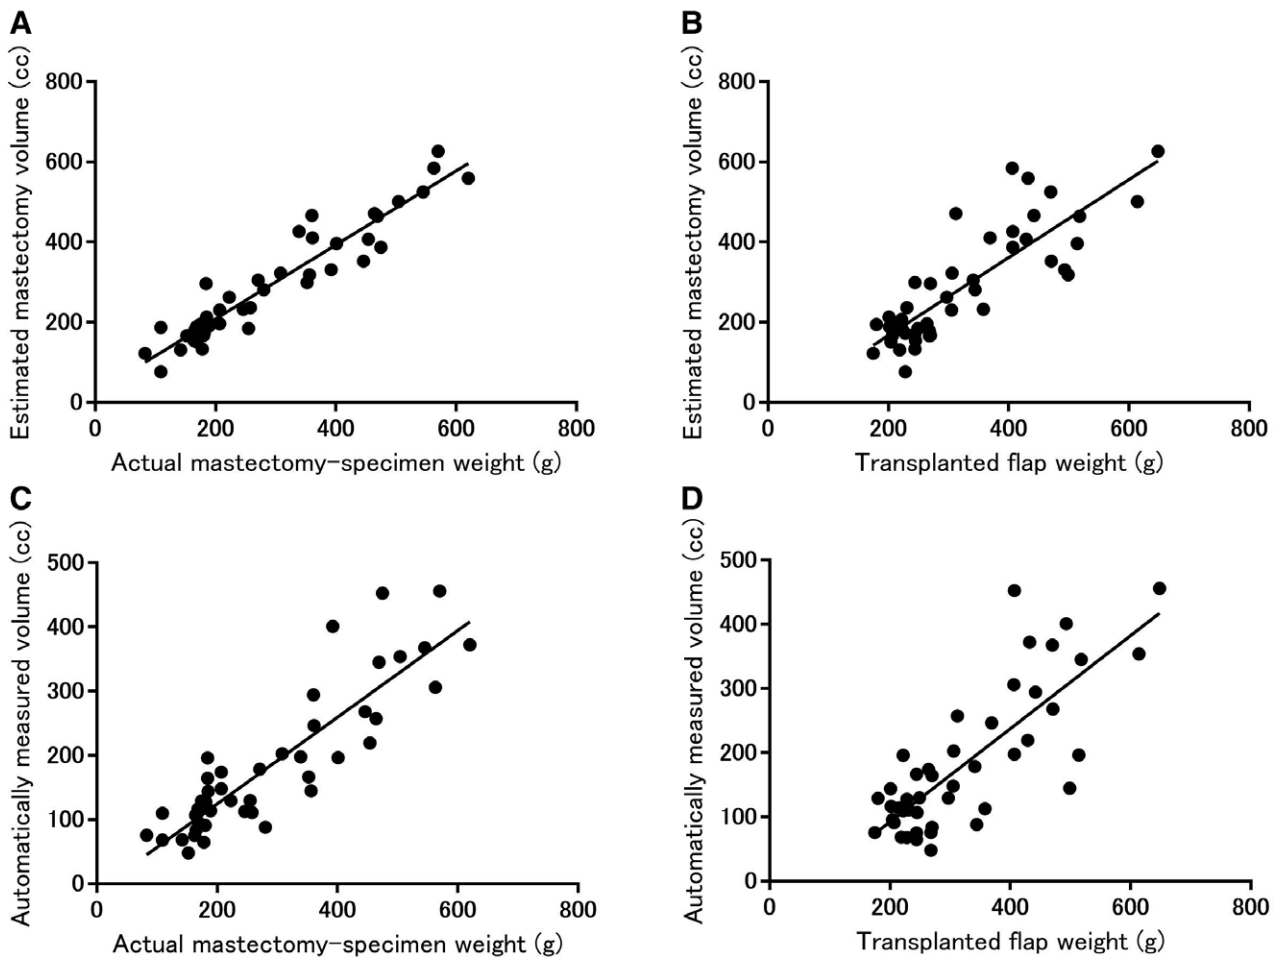 A
Estimated mastectomy volume (cc)
800
600
400
200
0
0 200 400 600 800
Actual mastectomy-specimen weight (g)
B
Estimated mastectomy volume (cc)
800
600
400
200
0
0 200 400 600 800
Transplanted flap weight (g)
C
Automatically measured volume (cc)
500
400
300
200
100
0
0 200 400 600 800
Actual mastectomy-specimen weight (g)
D
Automatically measured volume (cc)
500
400
300
200
100
0
0 200 400 600 800
Transplanted flap weight (g)